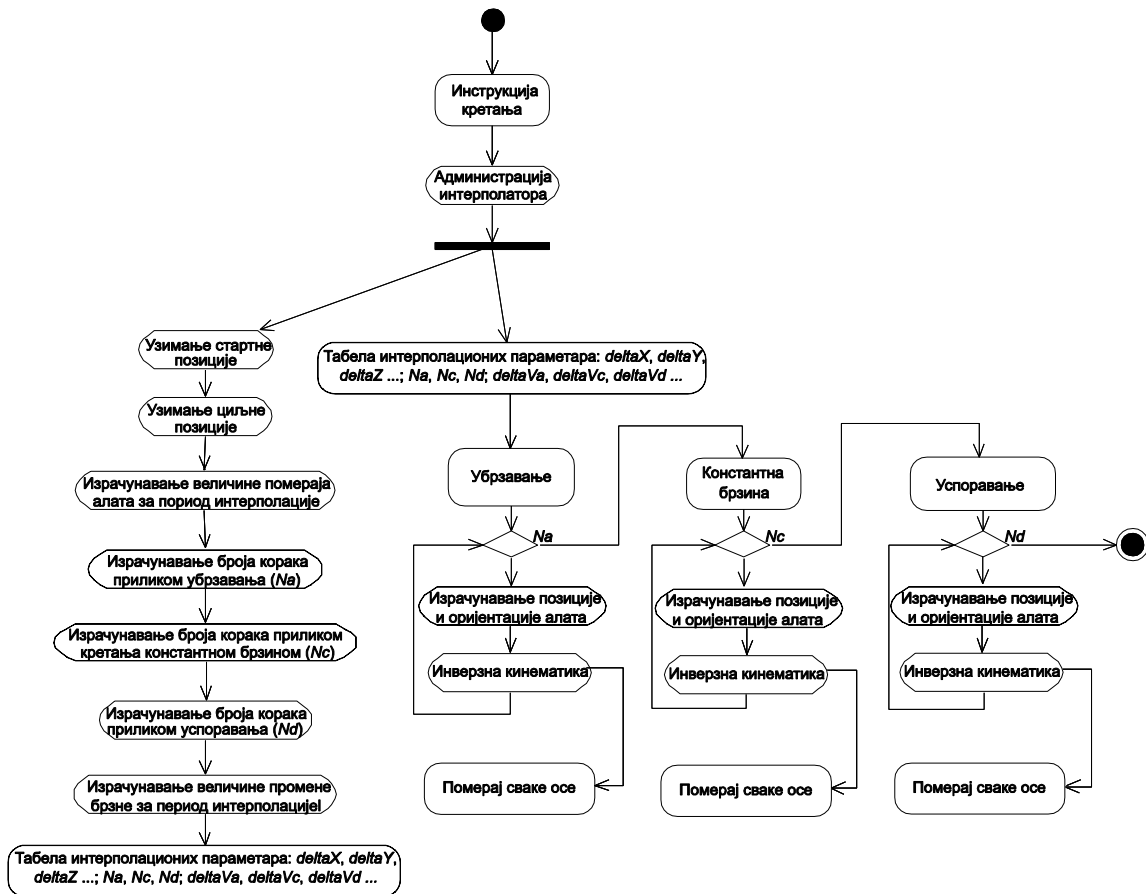 Инструкција
кретања
Администрација
интерполатора
Узимање стартне
позиције
Узимање циљне
позиције
Израчунавање величине помераја
алата за период интерполације
Израчунавање броја корака
приликом убрзавања (Na)
Израчунавање броја корака приликом
кретања константном брзином (Nc)
Израчунавање броја корака
приликом успоравања (Nd)
Израчунавање величине промене
брзне за период интерполацијеI
Табела интерполационих параметара: deltaX, deltaY,
deltaZ ...; Na, Nc, Nd; deltaVa, deltaVc, deltaVd ...
Табела интерполационих параметара: deltaX, deltaY,
deltaZ ...; Na, Nc, Nd; deltaVa, deltaVc, deltaVd ...
Убрзавање
Na
Израчунавање позиције
и оријентације алата
Инверзна кинематика
Померај сваке осе
Константна
брзина
Nc
Израчунавање позиције
и оријентације алата
Инверзна кинематика
Померај сваке осе
Успоравање
Nd
Израчунавање позиције
и оријентације алата
Инверзна кинематика
Померај сваке осе